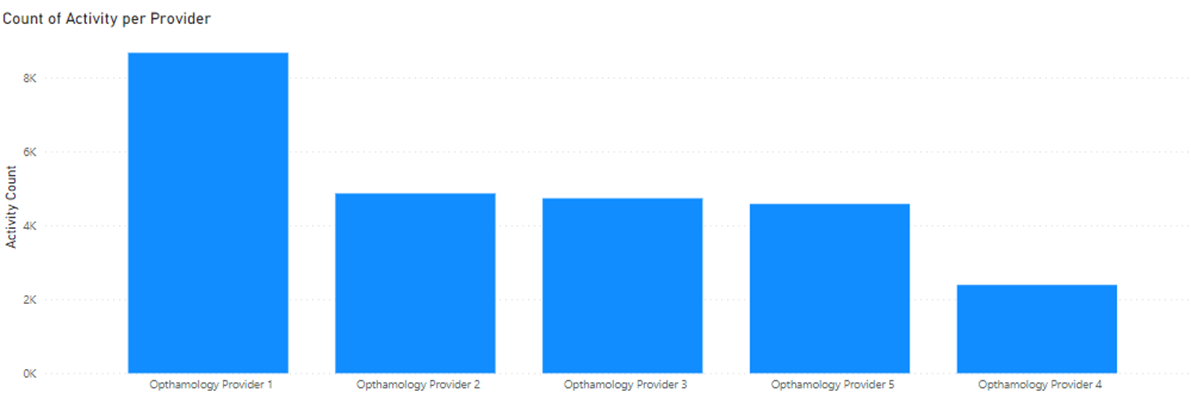 Count of Activity per Provider
Activity Count
8K
6K
4K
2K
0K
Opthamology Provider 1
Opthamology Provider 2
Opthamology Provider 3
Opthamology Provider 5
Opthamology Provider 4